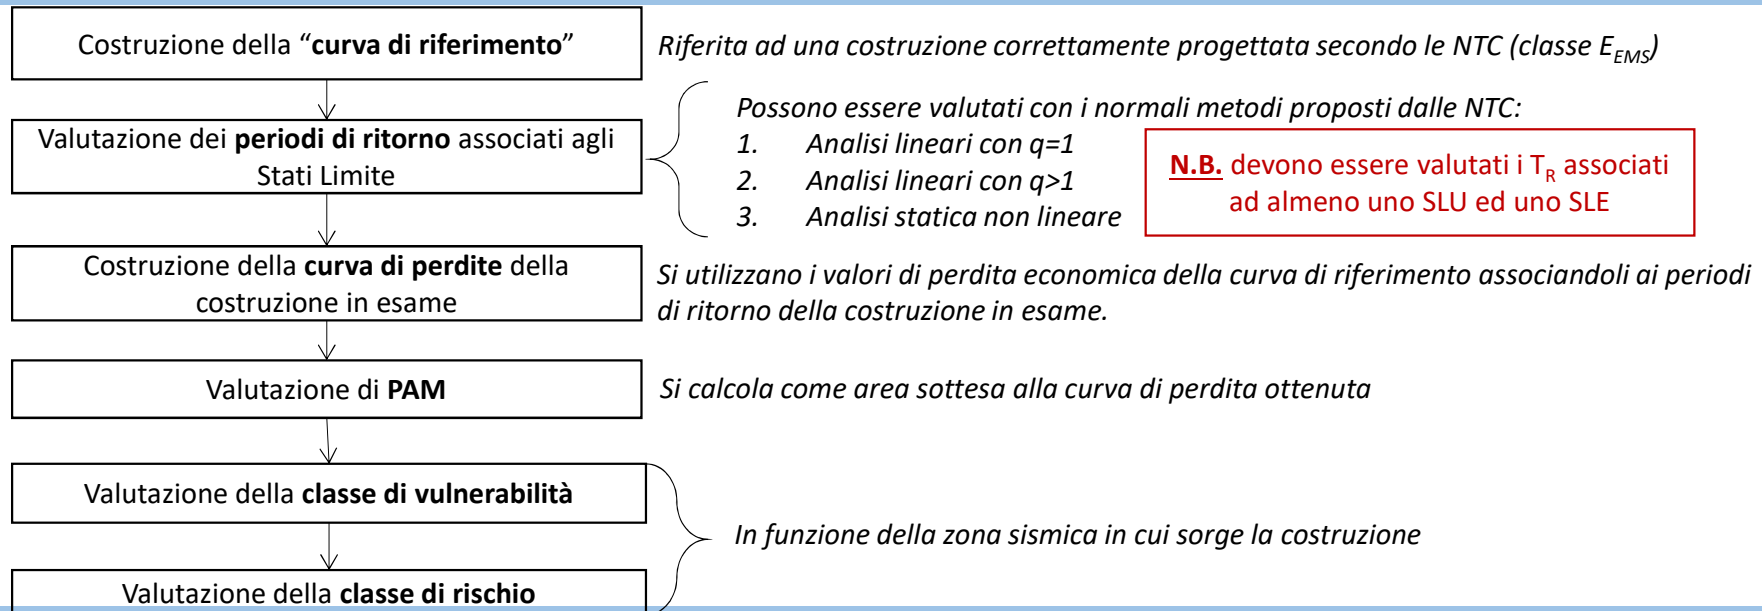 Costruzione della “curva di riferimento”
Riferita ad una costruzione correttamente progettata secondo le NTC (classe E_EMS)
Valutazione dei periodi di ritorno associati agli
Stati Limite
Possono essere valutati con i normali metodi proposti dalle NTC:
1. Analisi lineari con q=1
2. Analisi lineari con q>1
3. Analisi statica non lineare
N.B. devono essere valutati i T_R associati
ad almeno uno SLU ed uno SLE
Costruzione della curva di perdite della
costruzione in esame
Si utilizzano i valori di perdita economica della curva di riferimento associandoli ai periodi
di ritorno della costruzione in esame.
Valutazione di PAM
Si calcola come area sottesa alla curva di perdita ottenuta
Valutazione della classe di vulnerabilità
In funzione della zona sismica in cui sorge la costruzione
Valutazione della classe di rischio